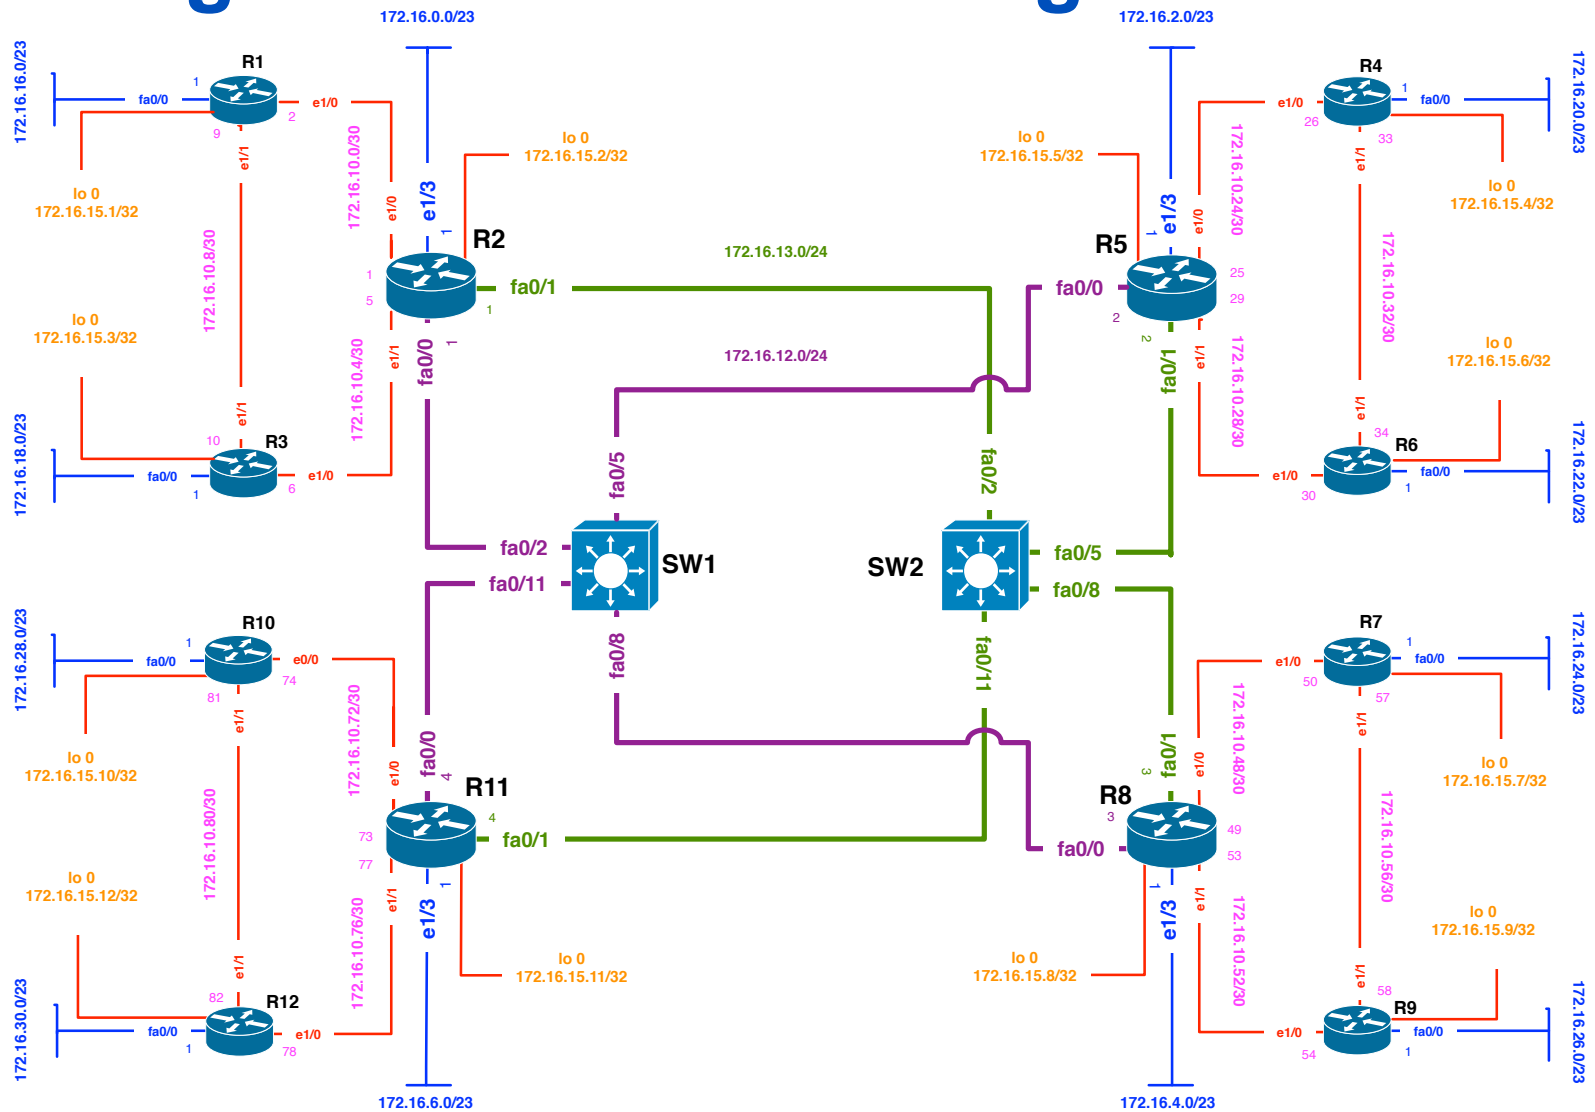 g
g
172.16.0.0/23
172.16.2.0/23
172.16.16.0/23
R1
1
fa0/0
2
e1/0
9
e1/1
lo 0
172.16.15.1/32
172.16.10.0/30
e1/0
e1/3
1
lo 0
172.16.15.2/32
R2
1
5
fa0/1
1
fa0/0
1
172.16.10.8/30
172.16.10.4/30
e1/1
lo 0
172.16.15.3/32
172.16.18.0/23
e1/1
10
R3
fa0/0
1
6
e1/0
172.16.13.0/24
172.16.12.0/24
lo 0
172.16.15.5/32
e1/3
1
R5
fa0/0
2
2
fa0/1
25
29
e1/0
172.16.10.24/30
e1/1
172.16.10.28/30
R4
e1/0
26
1
fa0/0
33
e1/1
172.16.20.0/23
lo 0
172.16.15.4/32
172.16.10.32/30
lo 0
172.16.15.6/32
e1/1
34
R6
e1/0
30
fa0/0
1
172.16.22.0/23
fa0/5
fa0/2
fa0/11
fa0/8
SW1
fa0/2
SW2
fa0/5
fa0/8
fa0/11
172.16.28.0/23
R10
1
fa0/0
e0/0
74
81
e1/1
lo 0
172.16.15.10/32
172.16.10.72/30
e1/0
172.16.10.80/30
fa0/0
4
R11
4
fa0/1
73
77
1
e1/3
e1/1
172.16.10.76/30
lo 0
172.16.15.12/32
lo 0
172.16.15.11/32
e1/1
82
R12
172.16.30.0/23
fa0/0
1
e1/0
78
172.16.6.0/23
R7
e1/0
50
1
fa0/0
57
e1/1
172.16.24.0/23
172.16.10.48/30
e1/0
fa0/1
3
R8
3
fa0/0
49
53
lo 0
172.16.15.7/32
172.16.10.56/30
1
e1/3
e1/1
172.16.10.52/30
lo 0
172.16.15.8/32
lo 0
172.16.15.9/32
e1/1
58
R9
e1/0
54
fa0/0
1
172.16.26.0/23
172.16.4.0/23